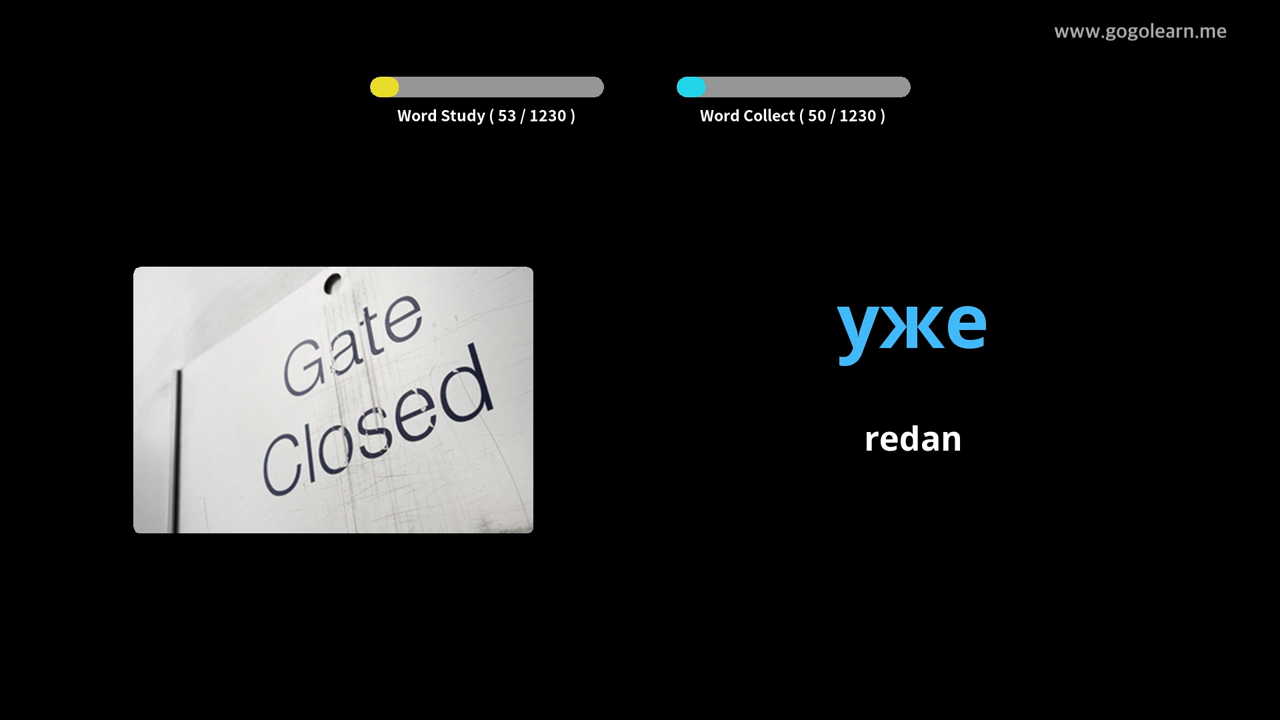 www.gogolearn.me
Word Study ( 53 / 1230 )
Word Collect ( 50 / 1230 )
Gate
Closed
уже
redan